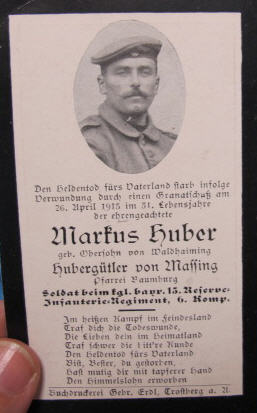 Den Heldentod fürs Vaterland starb infolge
Verwundung durch einen Granatschuß am
26. April 1915 im 31. Lebensjahre
der ehrengeachtete
Markus Huber
geb. Obersohn von Waldhaiming
Hubergütler von Massing
Pfarrei Baumburg
Soldat beim kgl. bayr. 15. Reserve-
Infanterie-Regiment, 6. Komp.
Im heißen Kampf im Feindesland
Traf dich die Todeswunde,
Die Lieben dein im Heimatland
Traf schwer die litt're Kunde
Den Heldentod fürs Vaterland
Bist, Bester, du gestorben,
Hast mutig dir mit tapferer Hand
Den Himmelslohn erworben
Buchdruckerei Gebr. Erdl, Trostberg a. A.